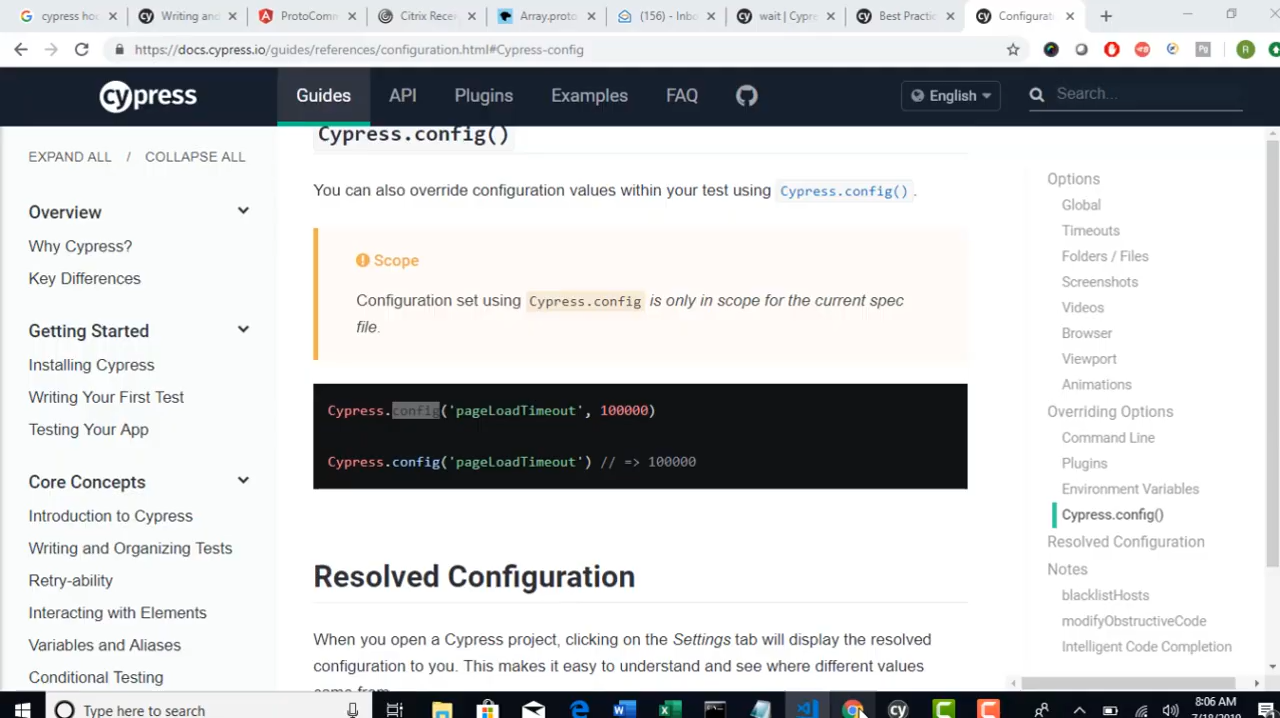 cypress ho
Writing and
ProtoComm
Citrix Rece
Array.proto
(156) - Inbo
wait | Cypre
Best Practic
Configurat
https://docs.cypress.io/guides/references/configuration.html#Cypress-config
cypress
Guides
API
Plugins
Examples
FAQ
English
Search...
EXPAND ALL / COLLAPSE ALL
Overview
Why Cypress?
Key Differences
Getting Started
Installing Cypress
Writing Your First Test
Testing Your App
Core Concepts
Introduction to Cypress
Writing and Organizing Tests
Retry-ability
Interacting with Elements
Variables and Aliases
Conditional Testing
Cypress.config()
You can also override configuration values within your test using Cypress.config() .
Scope
Configuration set using Cypress.config is only in scope for the current spec
file.
Cypress.config('pageLoadTimeout', 100000)
Cypress.config('pageLoadTimeout') // => 100000
Resolved Configuration
When you open a Cypress project, clicking on the Settings tab will display the resolved
configuration to you. This makes it easy to understand and see where different values
Options
Global
Timeouts
Folders / Files
Screenshots
Videos
Browser
Viewport
Animations
Overriding Options
Command Line
Plugins
Environment Variables
Cypress.config()
Resolved Configuration
Notes
blacklistHosts
modifyObstructiveCode
Intelligent Code Completion
Type here to search
8:06 AM